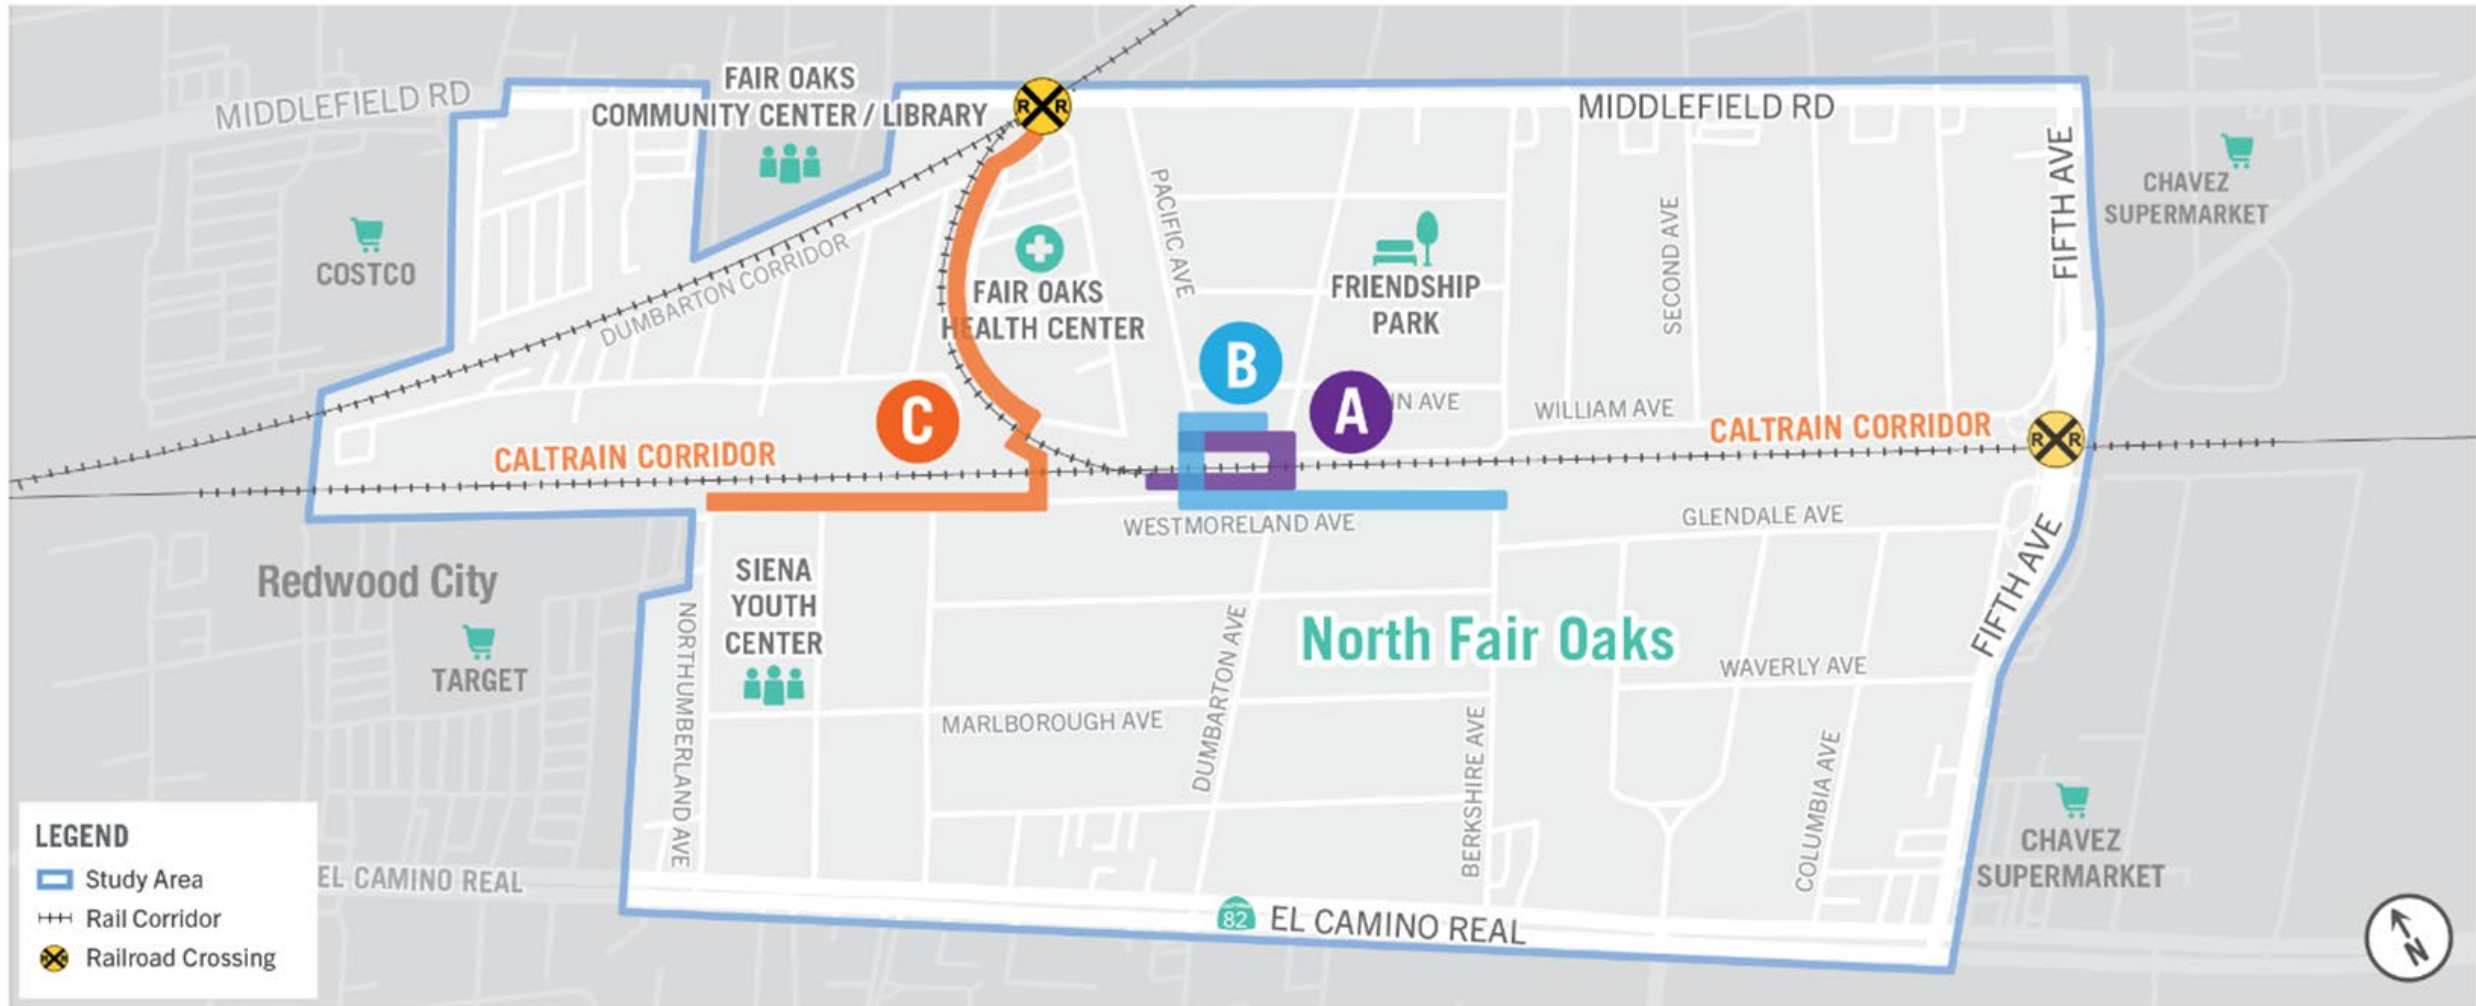 MIDDLEFIELD RD
FAIR OAKS
COMMUNITY CENTER / LIBRARY
R R
MIDDLEFIELD RD
FIFTH AVE
CHAVEZ
SUPERMARKET
COSTCO
DUMBARTON CORRIDOR
FAIR OAKS
HEALTH CENTER
PACIFIC AVE
FRIENDSHIP
PARK
SECOND AVE
B
A
C
AVE
WILLIAM AVE
CALTRAIN CORRIDOR
CALTRAIN CORRIDOR
R R
WESTMORELAND AVE
GLENDALE AVE
Redwood City
TARGET
SIENA
YOUTH
CENTER
NORTHUMBERLAND AVE
North Fair Oaks
FIFTH AVE
WAVERLY AVE
MARLBOROUGH AVE
DUMBARTON AVE
BERKSHIRE AVE
COLUMBIA AVE
CHAVEZ
SUPERMARKET
LEGEND
Study Area
Rail Corridor
Railroad Crossing
EL CAMINO REAL
82 EL CAMINO REAL
N